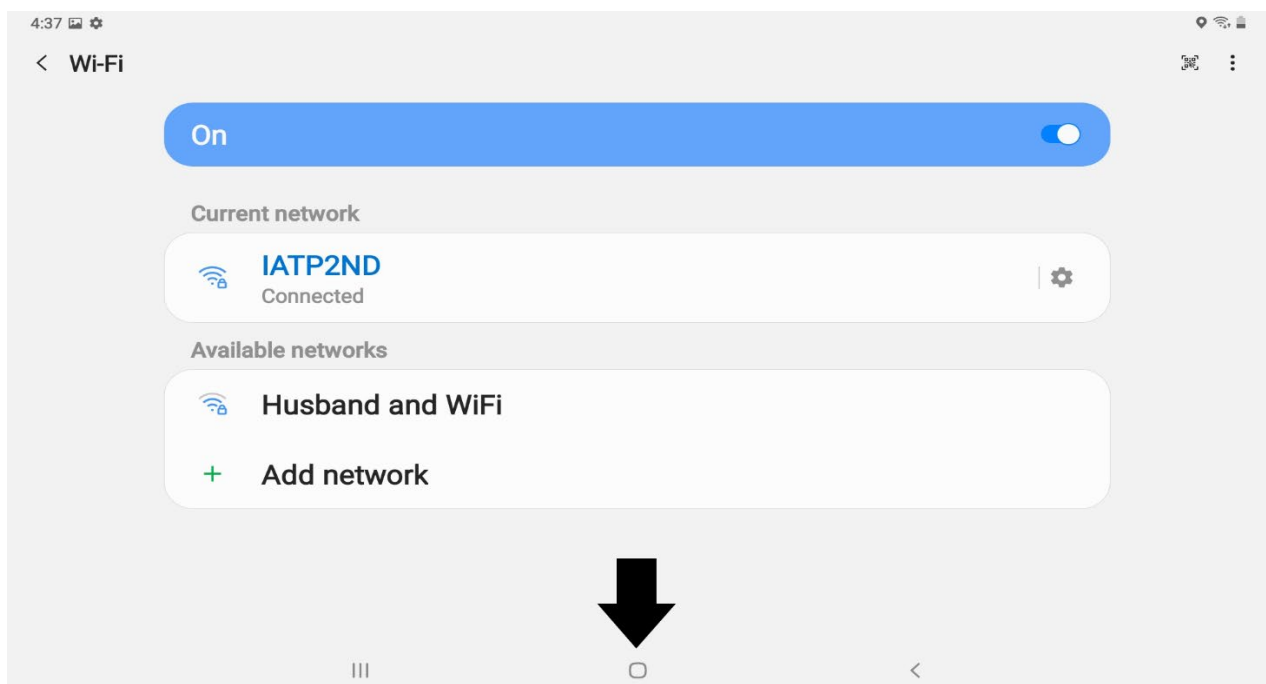 4:37
Wi-Fi
On
Current network
IATP2ND
Connected
Available networks
Husband and WiFi
Add network